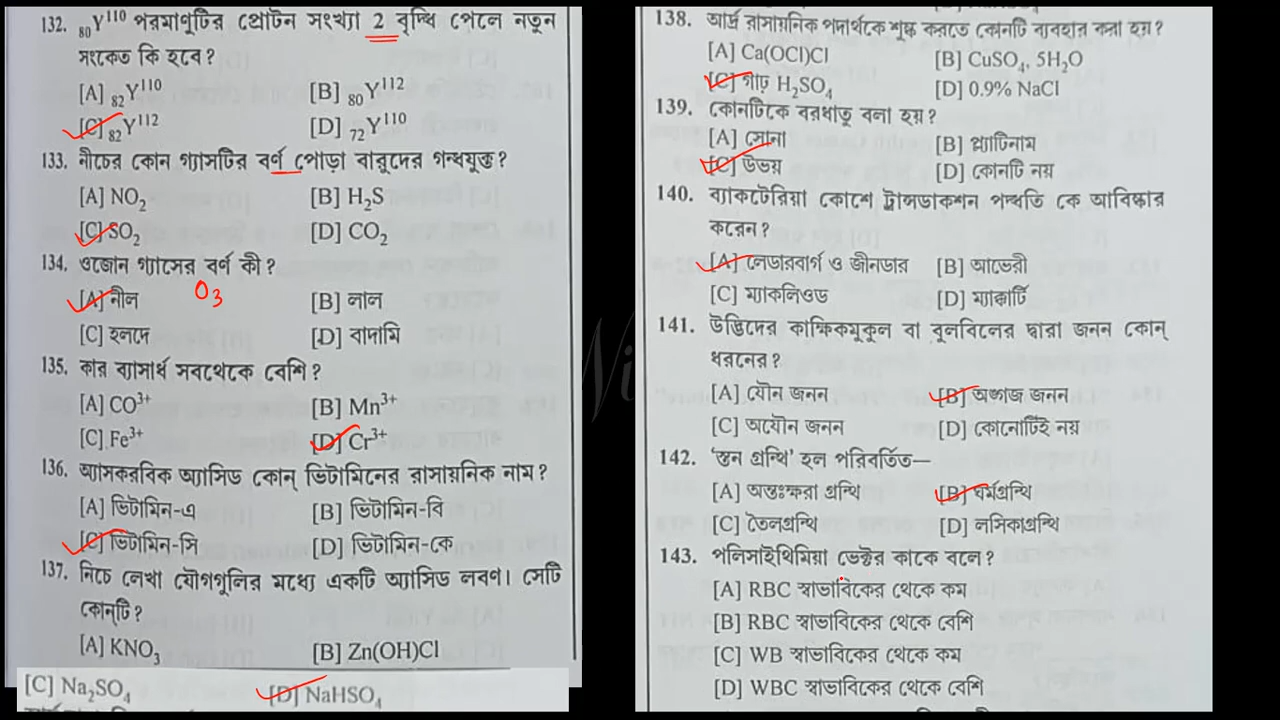 132. ₈₀Y¹¹⁰ পরমাণুটির প্রোটন সংখ্যা 2 বৃদ্ধি পেলে নতুন
সংকেত কি হবে?
[A] ₈₂Y¹¹⁰ [B] ₈₀Y¹¹²
[C] ₈₂Y¹¹² [D] ₇₂Y¹¹⁰
133. নীচের কোন গ্যাসটির বর্ণ পোড়া বারুদের গন্ধযুক্ত?
[A] NO₂ [B] H₂S
[C] SO₂ [D] CO₂
134. ওজোন গ্যাসের বর্ণ কী?
O₃
[A] নীল [B] লাল
[C] হলদে [D] বাদামি
135. কার ব্যাসার্ধ সবথেকে বেশি?
[A] CO³⁺ [B] Mn³⁺
[C] Fe³⁺ [D] Cr³⁺
136. অ্যাসকরবিক অ্যাসিড কোন্ ভিটামিনের রাসায়নিক নাম?
[A] ভিটামিন-এ [B] ভিটামিন-বি
[C] ভিটামিন-সি [D] ভিটামিন-কে
137. নিচে লেখা যৌগগুলির মধ্যে একটি অ্যাসিড লবণ। সেটি
কোন্‌টি?
[A] KNO₃ [B] Zn(OH)Cl
[C] Na₂SO₄ [D] NaHSO₄
138. আর্দ্র রাসায়নিক পদার্থকে শুষ্ক করতে কোনটি ব্যবহার করা হয়?
[A] Ca(OCl)Cl [B] CuSO₄, 5H₂O
[C] গাঢ় H₂SO₄ [D] 0.9% NaCl
139. কোনটিকে বরধাতু বলা হয়?
[A] সোনা [B] প্ল্যাটিনাম
[C] উভয় [D] কোনটি নয়
140. ব্যাকটেরিয়া কোশে ট্রান্সডাকশন পদ্ধতি কে আবিষ্কার
করেন?
[A] লেডারবার্গ ও জীনডার [B] আভেরী
[C] ম্যাকলিওড [D] ম্যাক্কার্টি
141. উদ্ভিদের কাক্ষিকমুকুল বা বুলবিলের দ্বারা জনন কোন্
ধরনের?
[A] যৌন জনন [B] অঙ্গজ জনন
[C] অযৌন জনন [D] কোনোটিই নয়
142. ‘স্তন গ্রন্থি’ হল পরিবর্তিত—
[A] অন্তঃক্ষরা গ্রন্থি [B] ঘর্মগ্রন্থি
[C] তৈলগ্রন্থি [D] লসিকাগ্রন্থি
143. পলিসাইথিমিয়া ভেক্টর কাকে বলে?
[A] RBC স্বাভাবিকের থেকে কম
[B] RBC স্বাভাবিকের থেকে বেশি
[C] WB স্বাভাবিকের থেকে কম
[D] WBC স্বাভাবিকের থেকে বেশি